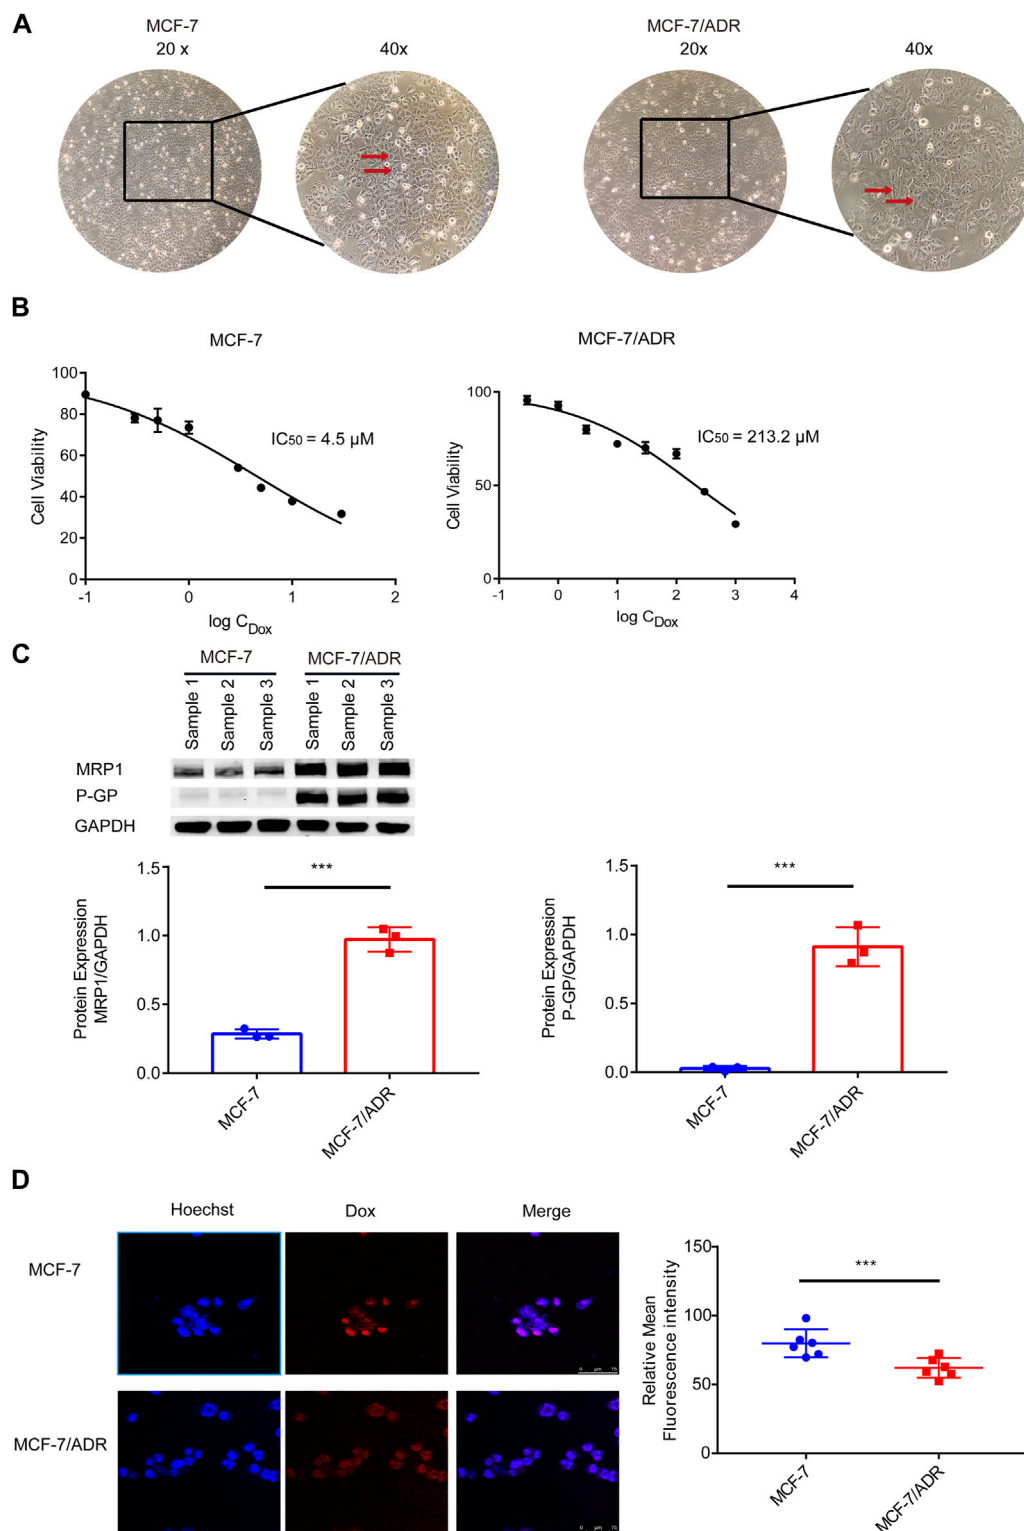 A
MCF-7
20 x
40x
MCF-7/ADR
20x
40x
B
MCF-7
100
80
60
40
20
0
-1
0
1
2
Cell Viability
log CDox
IC50 = 4.5 µM
MCF-7/ADR
100
50
0
-1
0
1
2
3
4
Cell Viability
log CDox
IC50 = 213.2 µM
C
MCF-7
MCF-7/ADR
Sample 1
Sample 2
Sample 3
Sample 1
Sample 2
Sample 3
MRP1
P-GP
GAPDH
1.5
1.0
0.5
0.0
Protein Expression
MRP1/GAPDH
***
MCF-7
MCF-7/ADR
1.5
1.0
0.5
0.0
Protein Expression
P-GP/GAPDH
***
MCF-7
MCF-7/ADR
D
Hoechst
Dox
Merge
MCF-7
0 µm 75
MCF-7/ADR
0 µm 75
150
100
50
0
Relative Mean
Fluorescence intensity
***
MCF-7
MCF-7/ADR